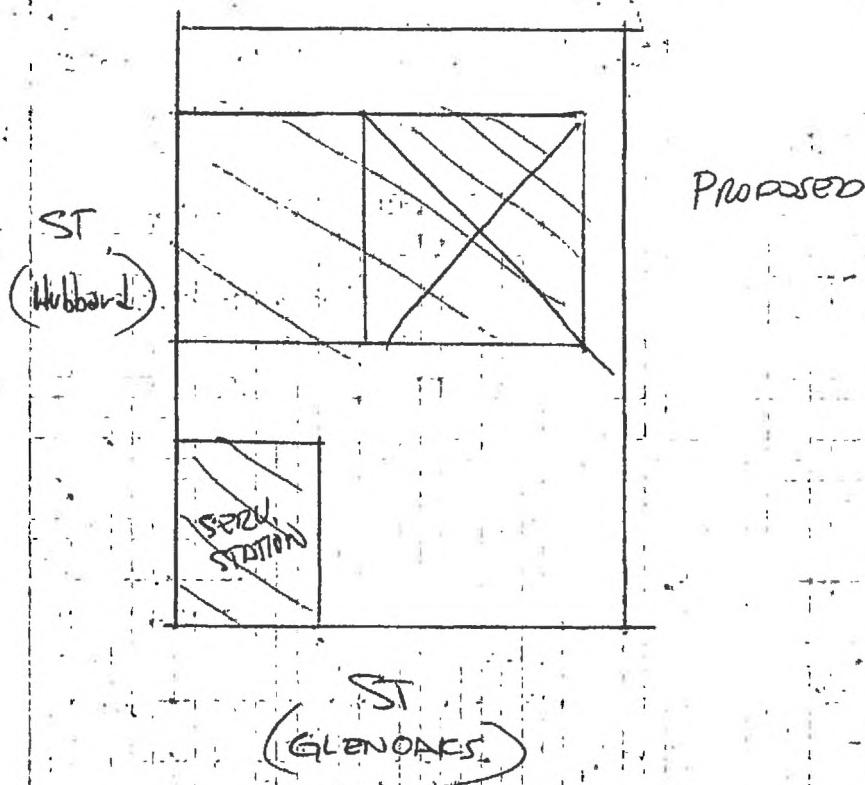 PROPOSED
ST
(Hubbard)
SERV.
STATION
ST
(GLENOAKS)